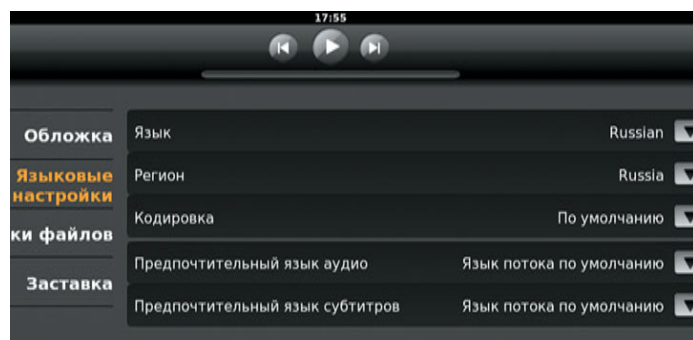 17:55
Обложка
Языковые
настройки
ки файлов
Заставка
Язык Russian
Регион Russia
Кодировка По умолчанию
Предпочтительный язык аудио Язык потока по умолчанию
Предпочтительный язык субтитров Язык потока по умолчанию